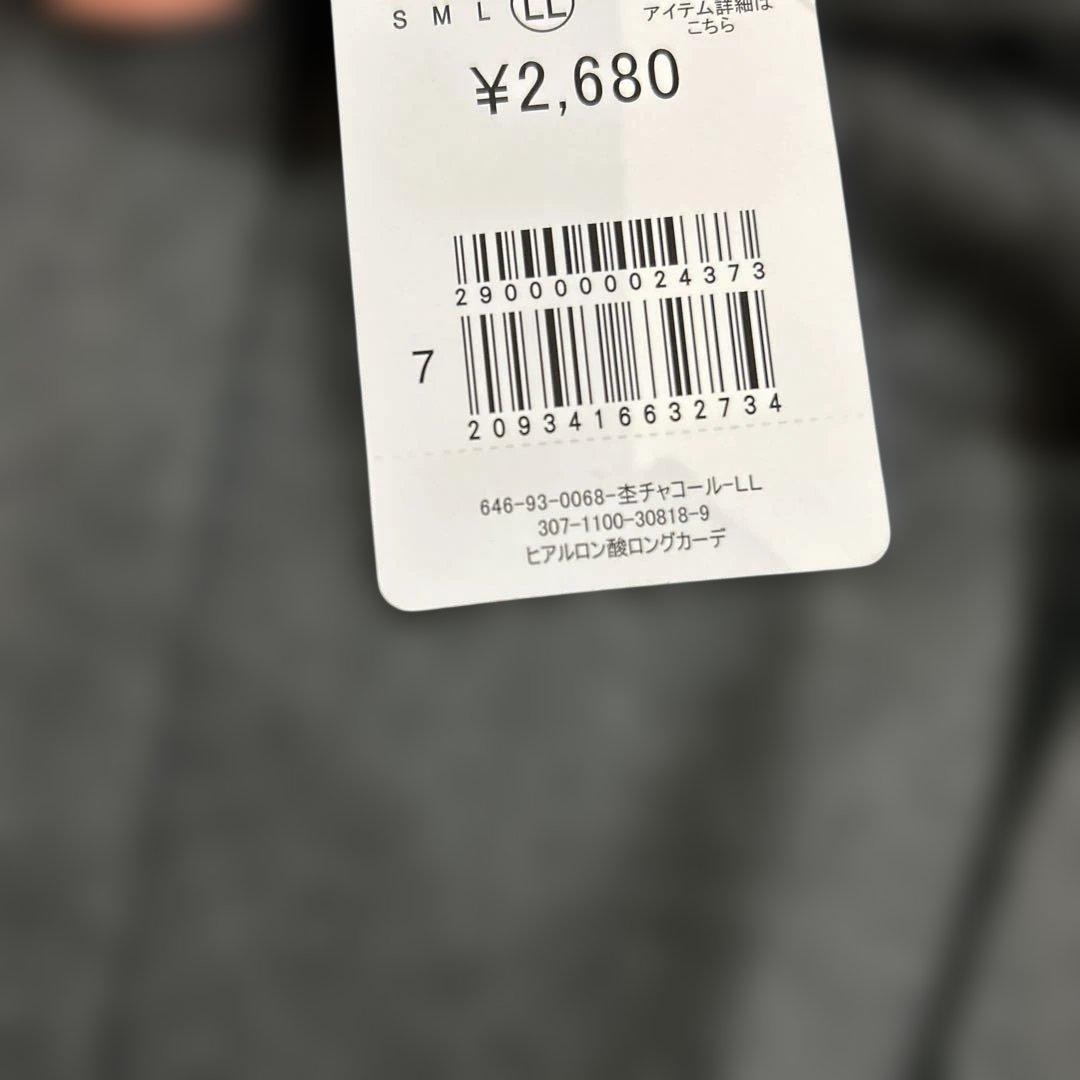 S M L LL
アイテム詳細は
こちら
¥2,680
2900000024373
7
2093416632734
646-93-0068-杢チャコール-LL
307-1100-30818-9
ヒアルロン酸ロングカーデ